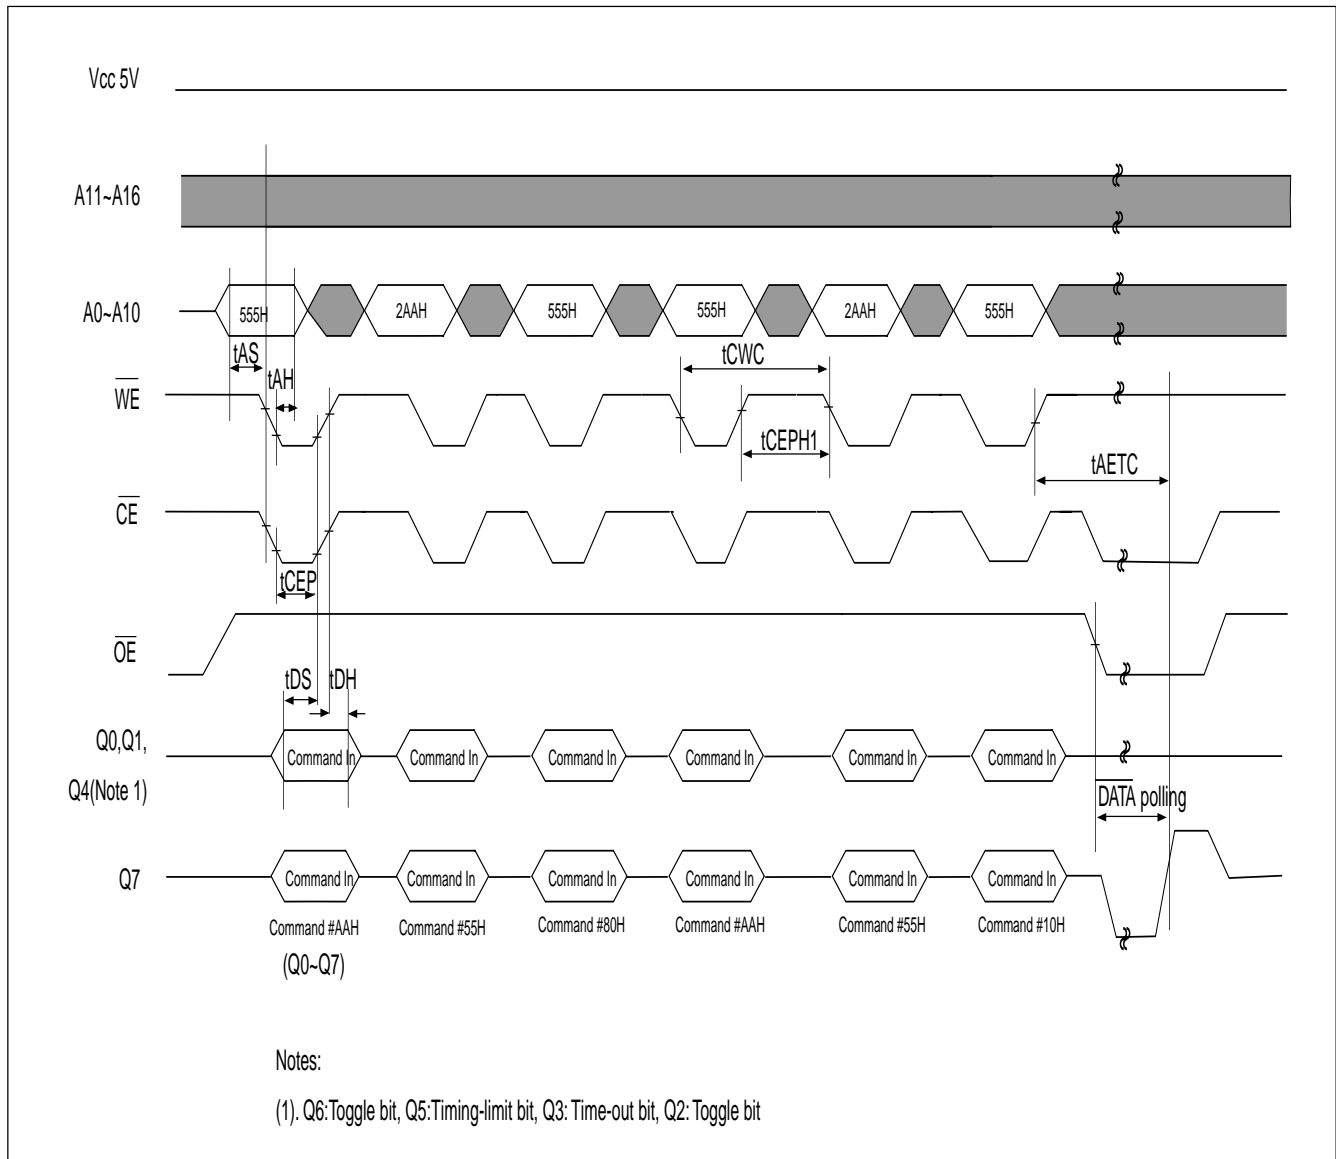 Vcc 5V
A11~A16
A0~A10
555H 2AAH 555H 555H 2AAH 555H
tAS
tAH
tCWC
WE
tCEPH1
tAETC
CE
tCEP
OE
tDS tDH
Q0,Q1,
Q4(Note 1)
Command In Command In Command In Command In Command In Command In
DATA polling
Q7
Command In Command In Command In Command In Command In Command In
Command #AAH Command #55H Command #80H Command #AAH Command #55H Command #10H
(Q0~Q7)
Notes:
(1). Q6:Toggle bit, Q5:Timing-limit bit, Q3: Time-out bit, Q2: Toggle bit